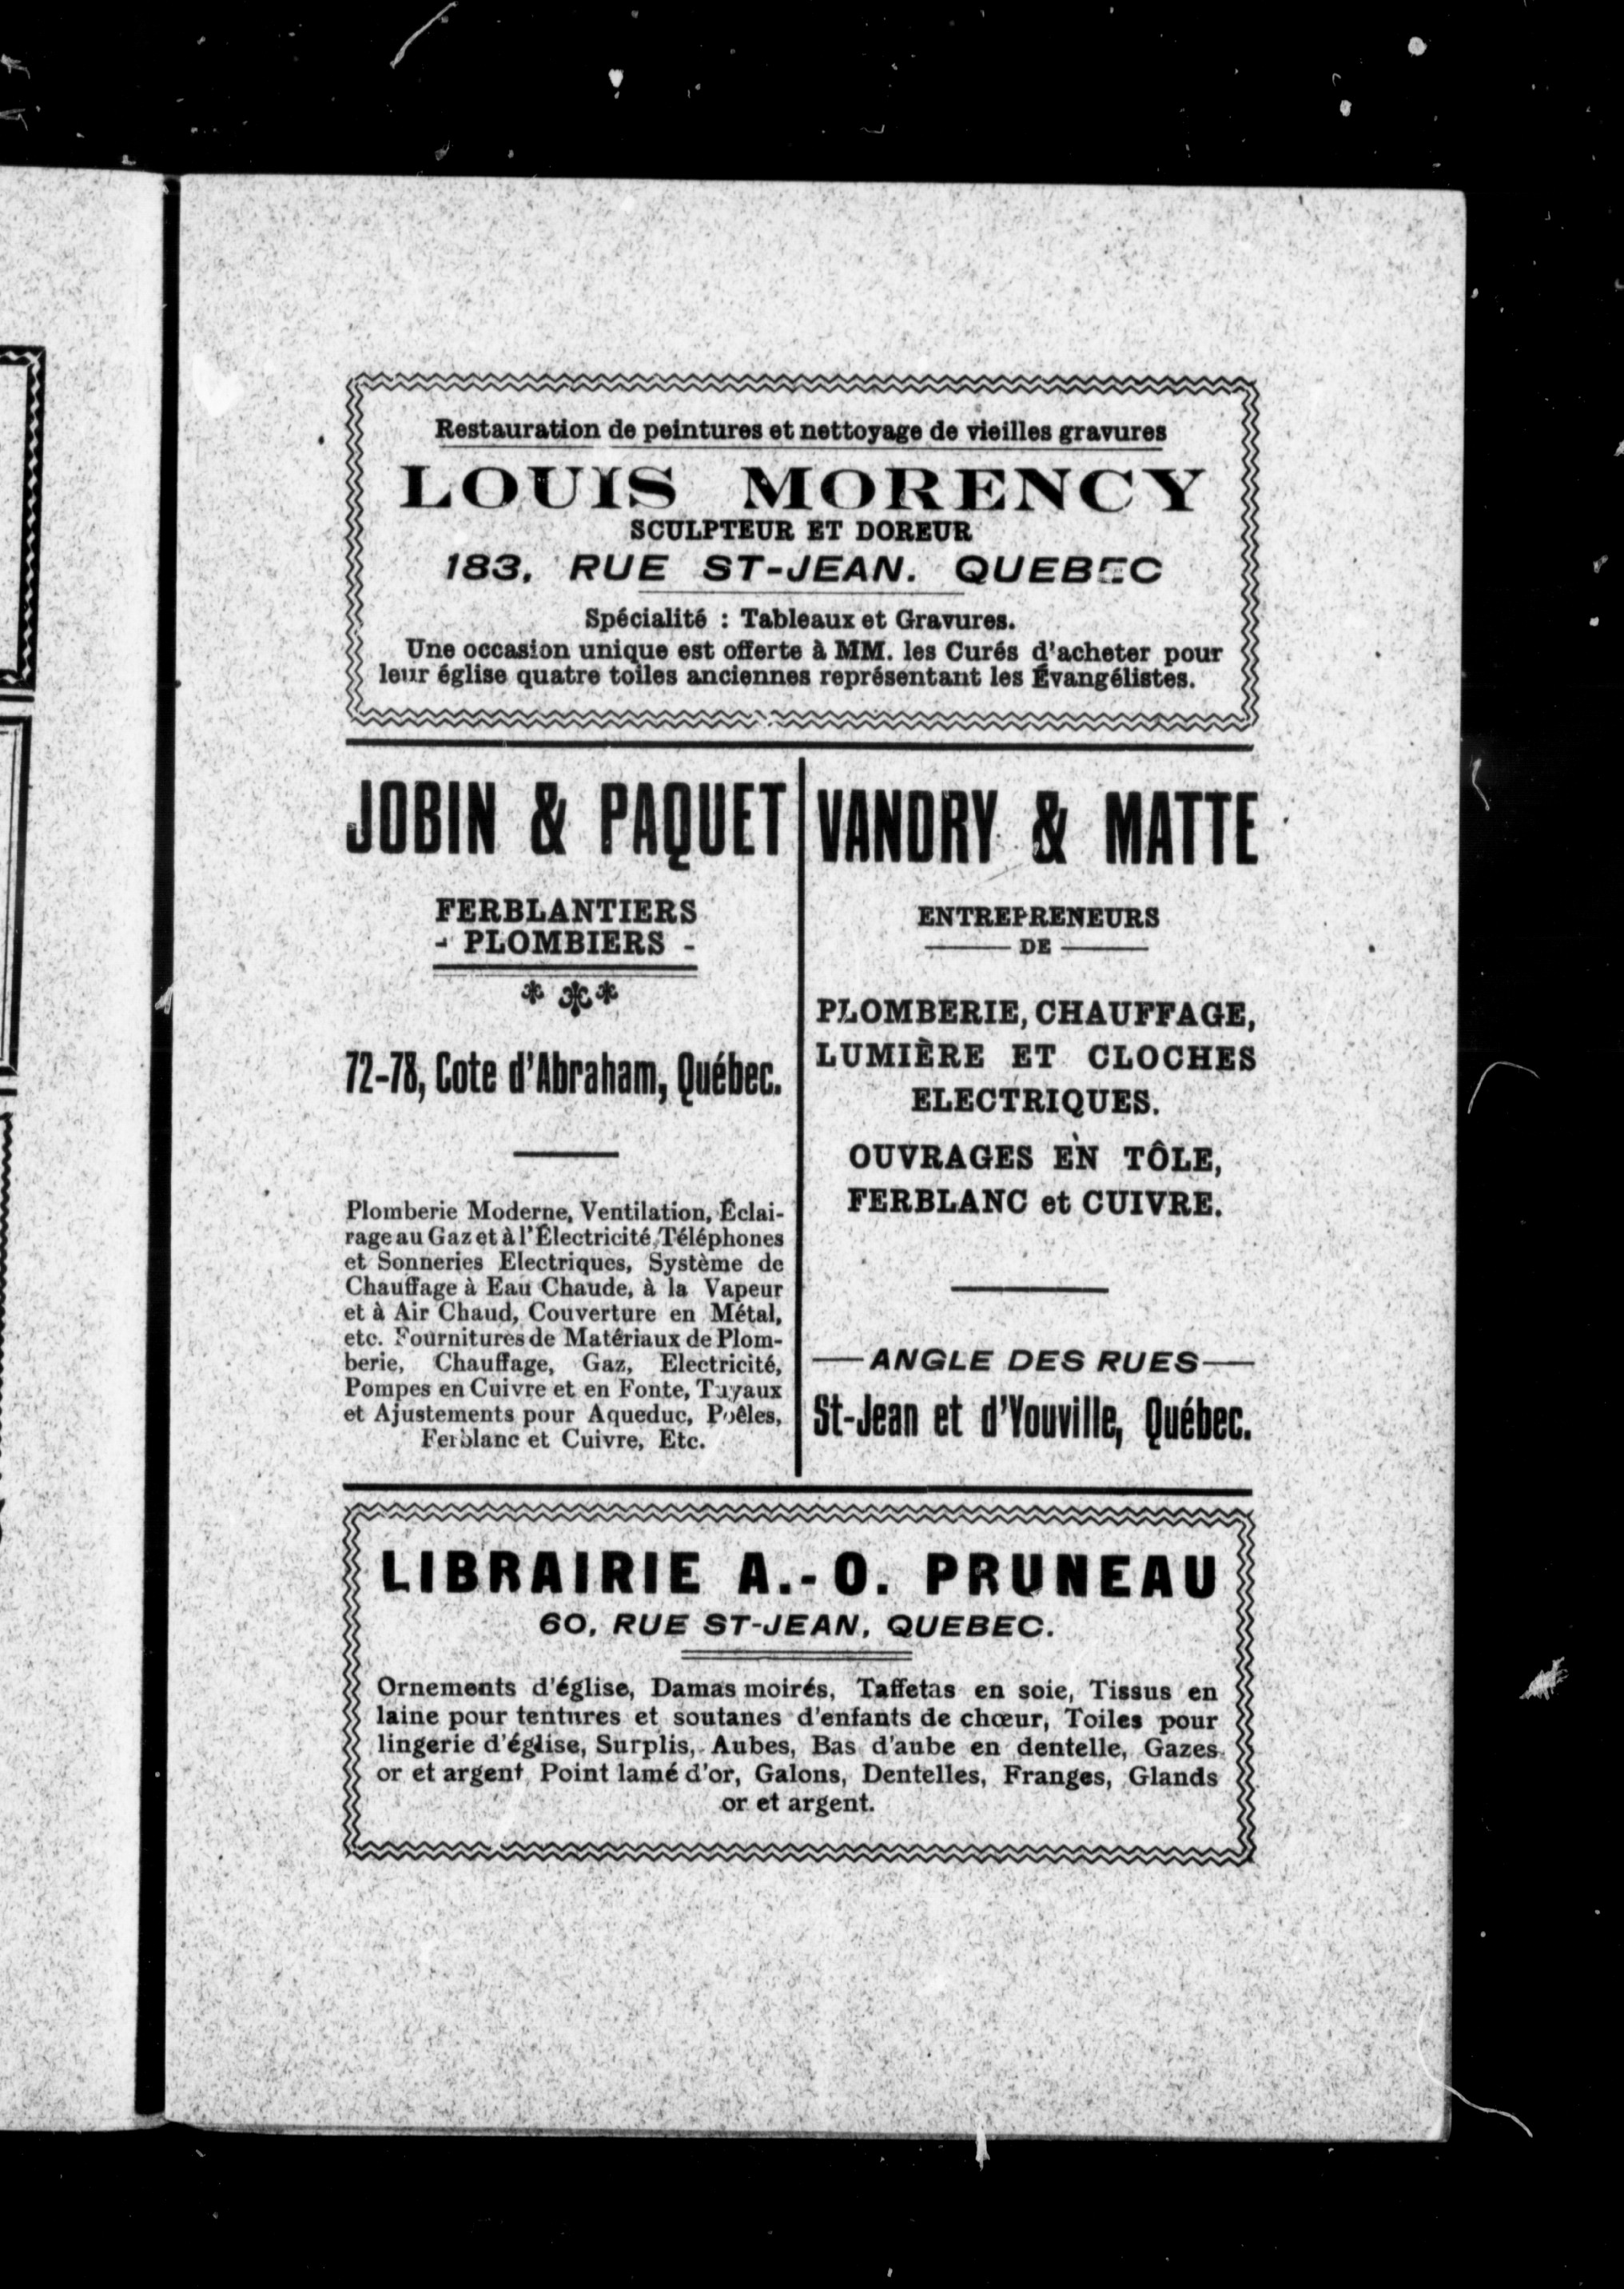 Restauration de peintures et nettoyage de vieilles gravures
LOUIS MORENCY
SCULPTEUR ET DOREUR
183, RUE ST-JEAN. QUEBEC
Spécialité : Tableaux et Gravures.
Une occasion unique est offerte à MM. les Curés d'acheter pour
leur église quatre toiles anciennes représentant les Évangélistes.
JOBIN & PAQUET
FERBLANTIERS
- PLOMBIERS -
72-78, Cote d'Abraham, Québec.
Plomberie Moderne, Ventilation, Éclai-
rage au Gaz et à l'Électricité, Téléphones
et Sonneries Electriques, Système de
Chauffage à Eau Chaude, à la Vapeur
et à Air Chaud, Couverture en Métal,
etc. Fournitures de Matériaux de Plom-
berie, Chauffage, Gaz, Electricité,
Pompes en Cuivre et en Fonte, Tuyaux
et Ajustements pour Aqueduc, Poêles,
Ferblanc et Cuivre, Etc.
VANDRY & MATTE
ENTREPRENEURS
DE
PLOMBERIE, CHAUFFAGE,
LUMIÈRE ET CLOCHES
ELECTRIQUES.
OUVRAGES EN TÔLE,
FERBLANC et CUIVRE.
ANGLE DES RUES
St-Jean et d'Youville, Québec.
LIBRAIRIE A.-O. PRUNEAU
60, RUE ST-JEAN, QUEBEC.
Ornements d'église, Damas moirés, Taffetas en soie, Tissus en
laine pour tentures et soutanes d'enfants de chœur, Toiles pour
lingerie d'église, Surplis, Aubes, Bas d'aube en dentelle, Gazes
or et argent, Point lamé d'or, Galons, Dentelles, Franges, Glands
or et argent.